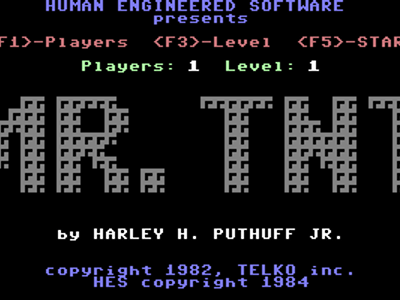 HUMAN ENGINEERED SOFTWARE
presents
F1>-Players <F3>-Level <F5>-STAR
Players: 1 Level: 1
MR. TNT
by HARLEY H. PUTHUFF JR.
copyright 1982, TELKO inc.
HES copyright 1984